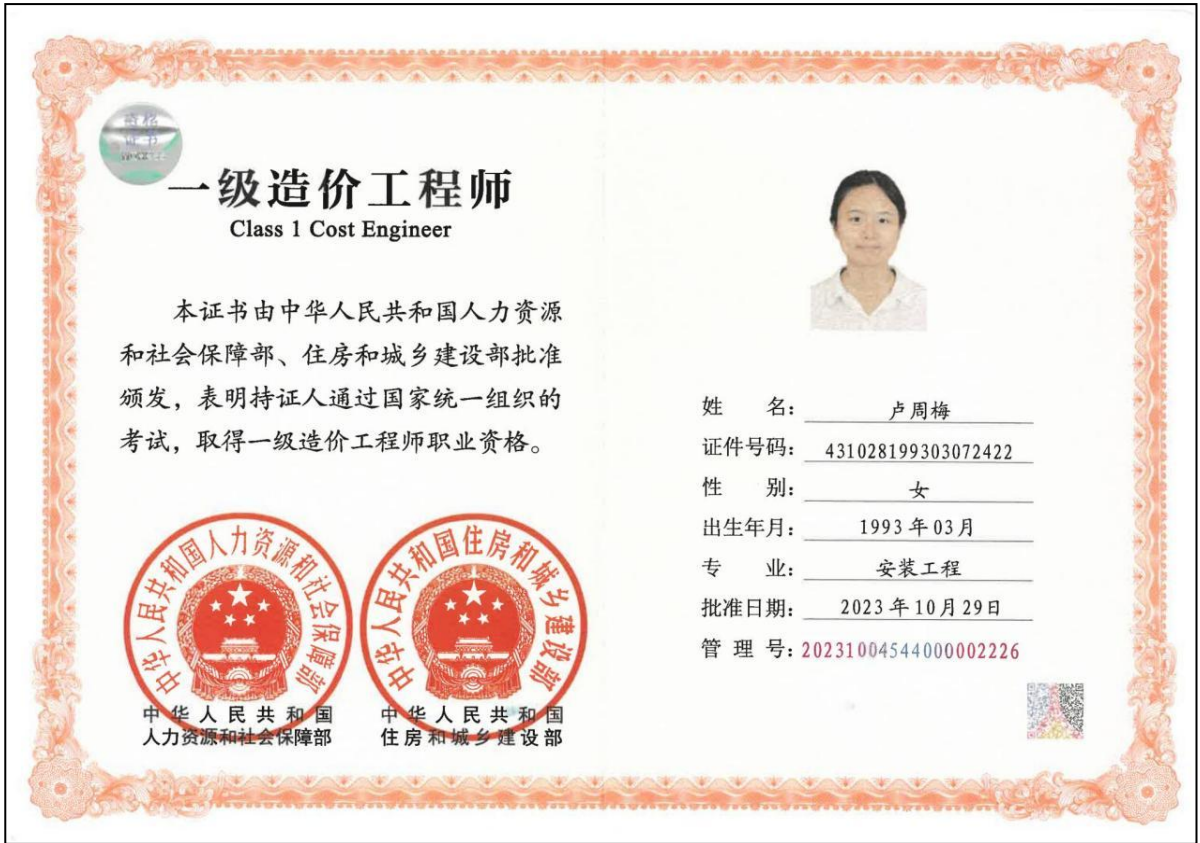 资格
证书
一级造价工程师
Class 1 Cost Engineer
本证书由中华人民共和国人力资源
和社会保障部、住房和城乡建设部批准
颁发，表明持证人通过国家统一组织的
考试，取得一级造价工程师职业资格。
中华人民共和国人力资源和社会保障部
中华人民共和国住房和城乡建设部
中华人民共和国
人力资源和社会保障部
中华人民共和国
住房和城乡建设部
姓 名： 卢周梅
证件号码： 431028199303072422
性 别： 女
出生年月： 1993年03月
专 业： 安装工程
批准日期： 2023年10月29日
管 理 号：20231004544000002226